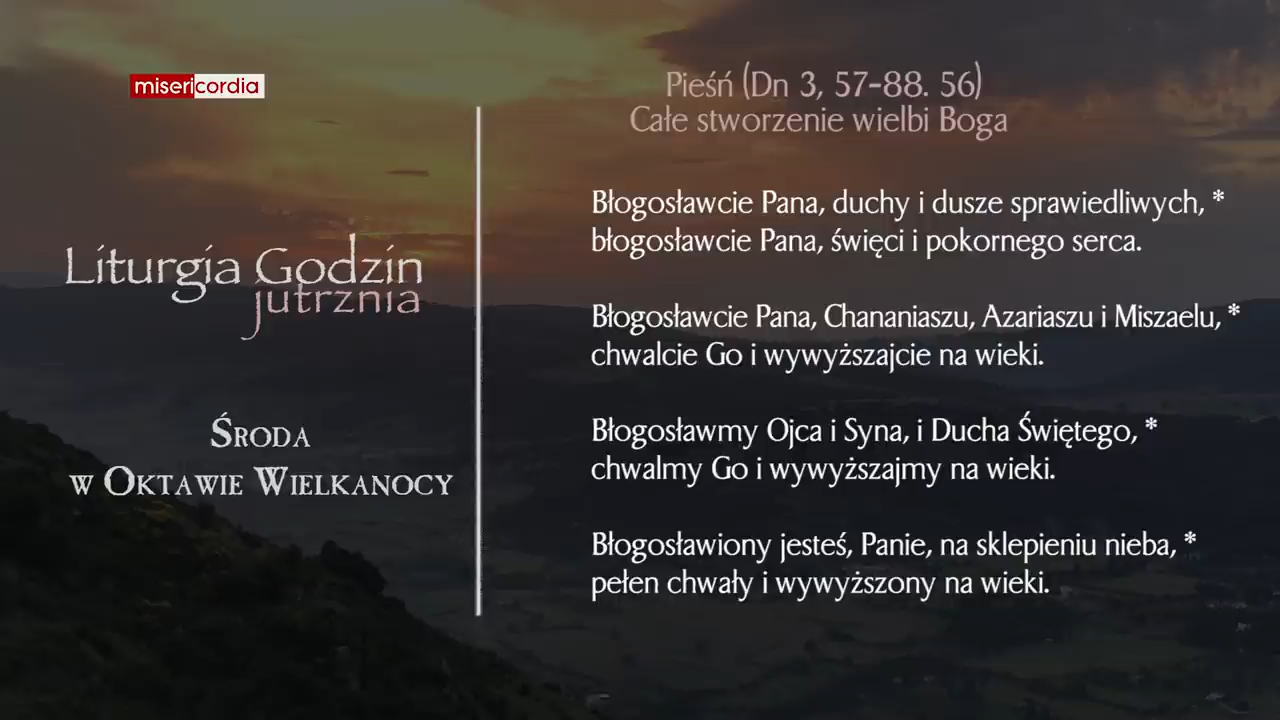 misericordia
Liturgia Godzin
jutrznia
Środa
w Oktawie Wielkanocy
Pieśń (Dn 3, 57-88. 56)
Całe stworzenie wielbi Boga
Błogosławcie Pana, duchy i dusze sprawiedliwych, *
błogosławcie Pana, święci i pokornego serca.
Błogosławcie Pana, Chananiaszu, Azariaszu i Miszaelu, *
chwalcie Go i wywyższajcie na wieki.
Błogosławmy Ojca i Syna, i Ducha Świętego, *
chwalmy Go i wywyższajmy na wieki.
Błogosławiony jesteś, Panie, na sklepieniu nieba, *
pełen chwały i wywyższony na wieki.